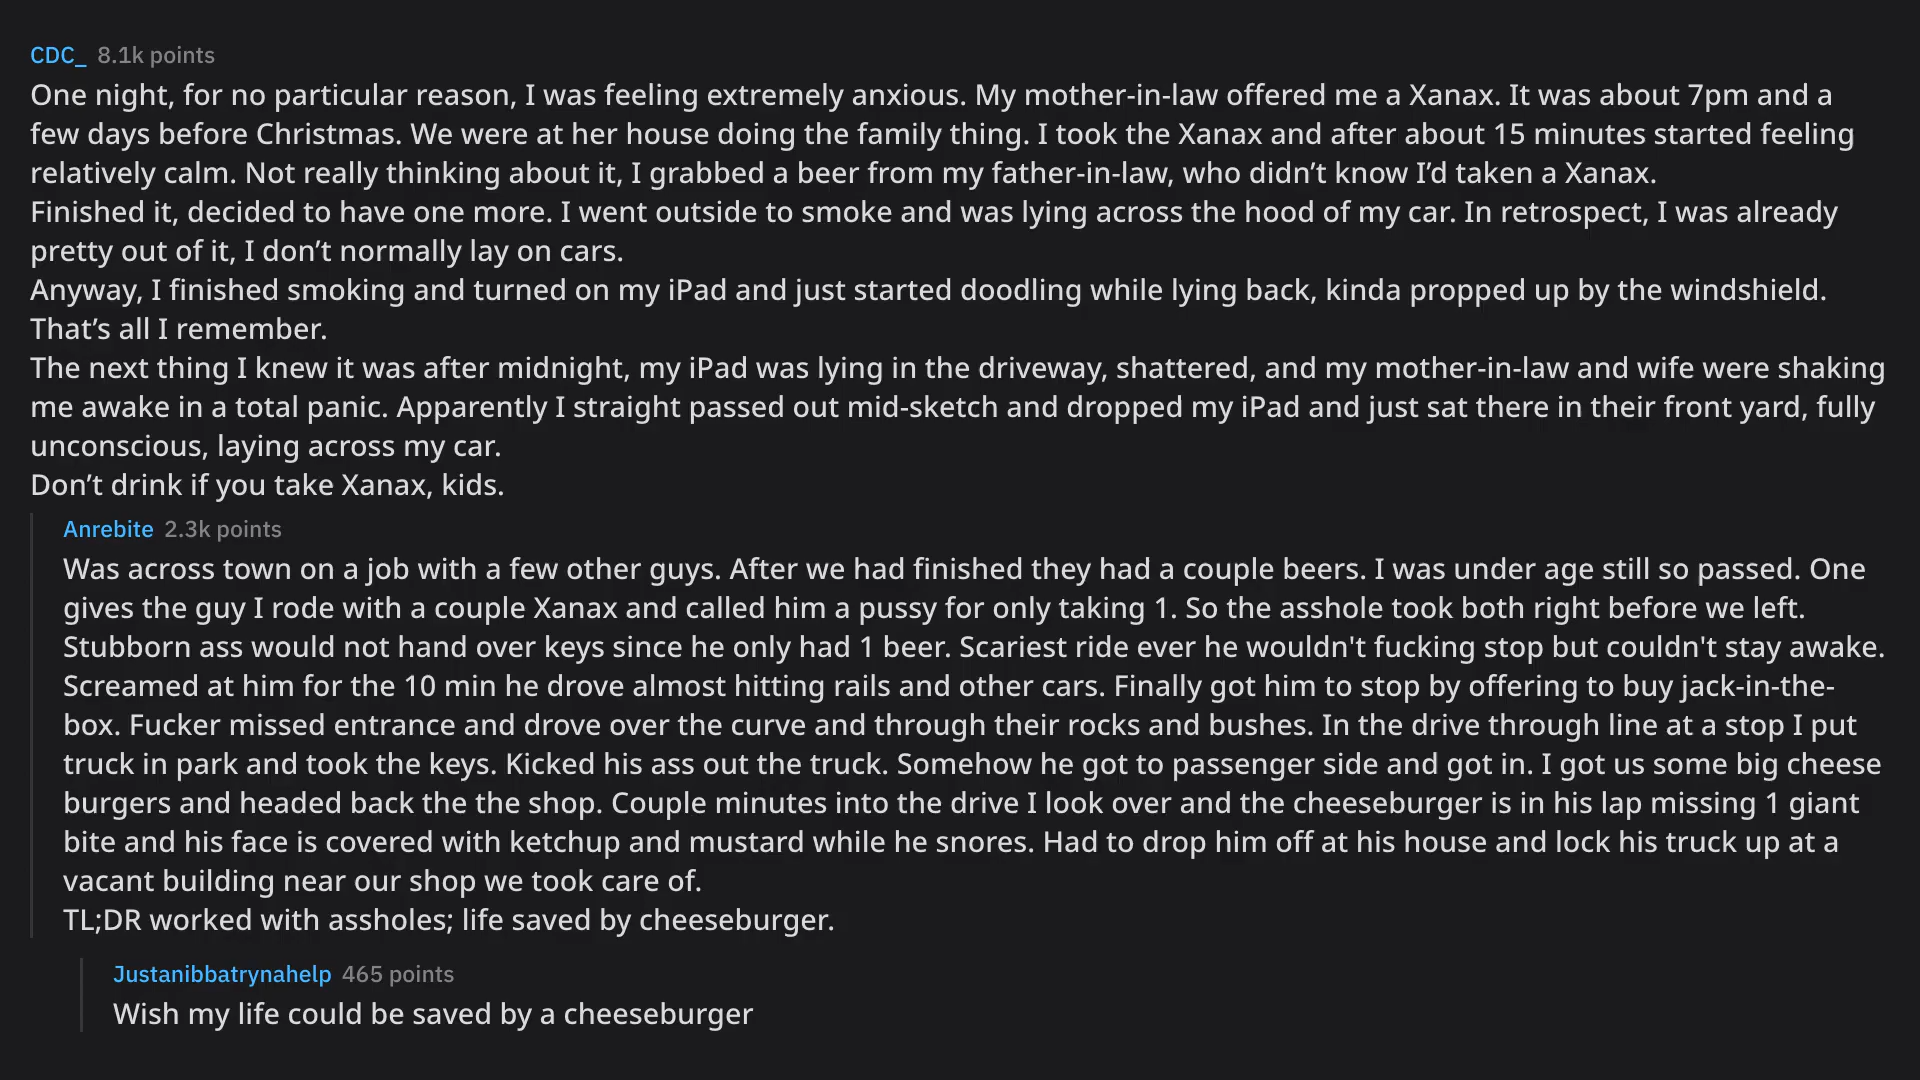 CDC_ 8.1k points
One night, for no particular reason, I was feeling extremely anxious. My mother-in-law offered me a Xanax. It was about 7pm and a
few days before Christmas. We were at her house doing the family thing. I took the Xanax and after about 15 minutes started feeling
relatively calm. Not really thinking about it, I grabbed a beer from my father-in-law, who didn’t know I’d taken a Xanax.
Finished it, decided to have one more. I went outside to smoke and was lying across the hood of my car. In retrospect, I was already
pretty out of it, I don’t normally lay on cars.
Anyway, I finished smoking and turned on my iPad and just started doodling while lying back, kinda propped up by the windshield.
That’s all I remember.
The next thing I knew it was after midnight, my iPad was lying in the driveway, shattered, and my mother-in-law and wife were shaking
me awake in a total panic. Apparently I straight passed out mid-sketch and dropped my iPad and just sat there in their front yard, fully
unconscious, laying across my car.
Don’t drink if you take Xanax, kids.
Anrebite 2.3k points
Was across town on a job with a few other guys. After we had finished they had a couple beers. I was under age still so passed. One
gives the guy I rode with a couple Xanax and called him a pussy for only taking 1. So the asshole took both right before we left.
Stubborn ass would not hand over keys since he only had 1 beer. Scariest ride ever he wouldn't fucking stop but couldn't stay awake.
Screamed at him for the 10 min he drove almost hitting rails and other cars. Finally got him to stop by offering to buy jack-in-the-
box. Fucker missed entrance and drove over the curve and through their rocks and bushes. In the drive through line at a stop I put
truck in park and took the keys. Kicked his ass out the truck. Somehow he got to passenger side and got in. I got us some big cheese
burgers and headed back the the shop. Couple minutes into the drive I look over and the cheeseburger is in his lap missing 1 giant
bite and his face is covered with ketchup and mustard while he snores. Had to drop him off at his house and lock his truck up at a
vacant building near our shop we took care of.
TL;DR worked with assholes; life saved by cheeseburger.
Justanibbatrynahelp 465 points
Wish my life could be saved by a cheeseburger